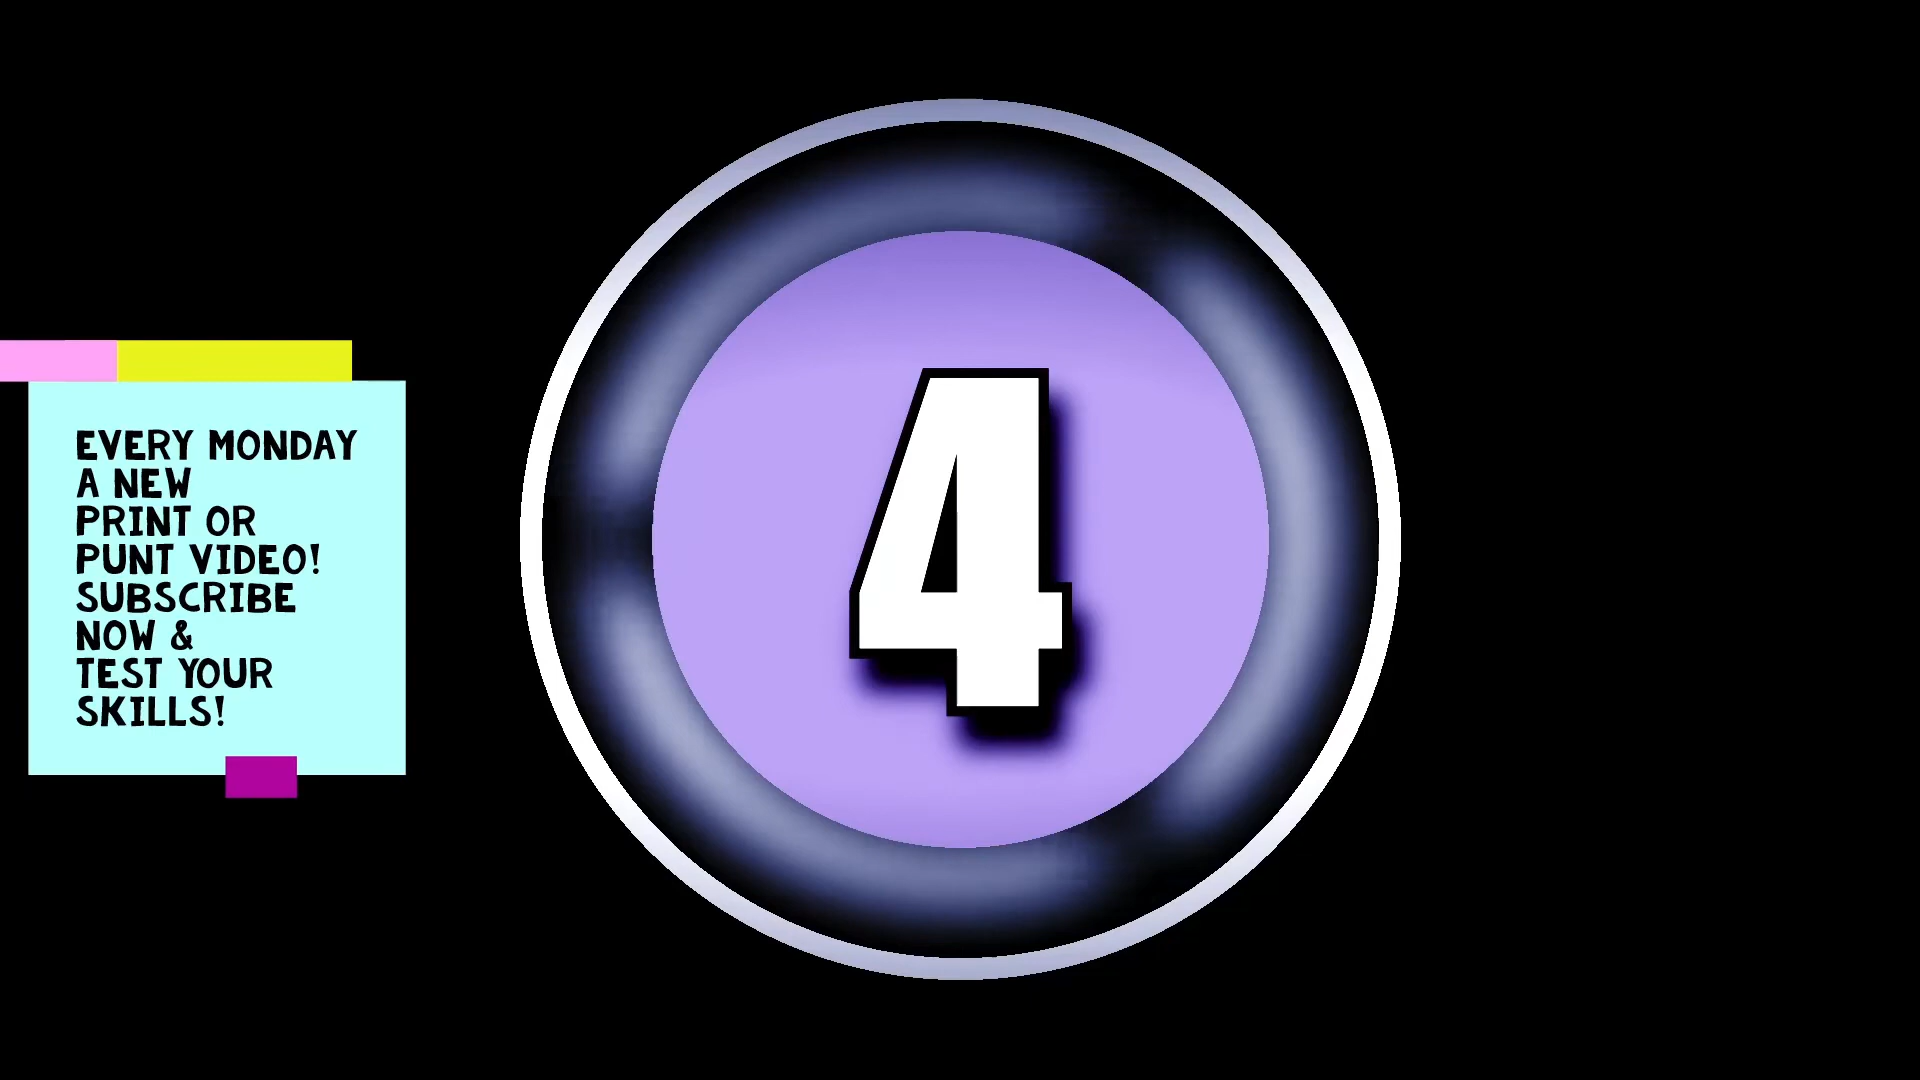 EVERY MONDAY
A NEW
PRINT OR
PUNT VIDEO!
SUBSCRIBE
NOW &
TEST YOUR
SKILLS!
4